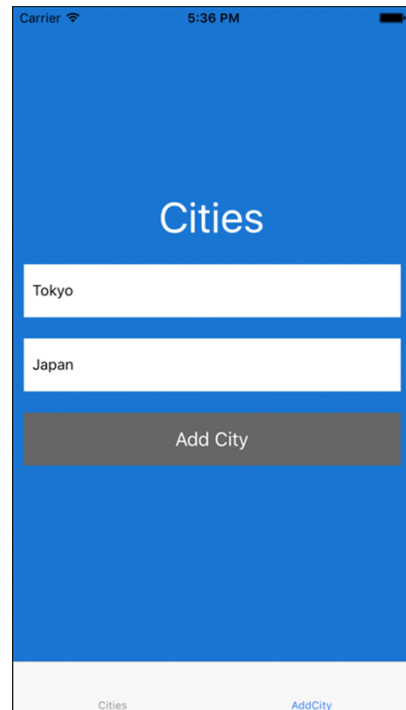 Carrier 5:36 PM
Cities
Tokyo
Japan
Add City
Cities AddCity